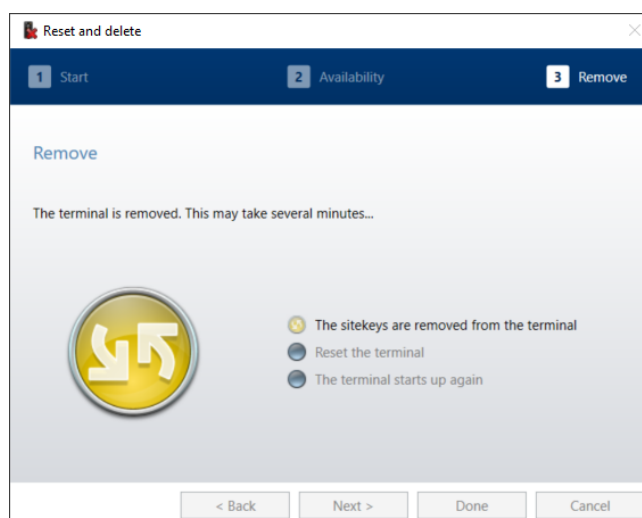 Reset and delete
1 Start
2 Availability
3 Remove
Remove
The terminal is removed. This may take several minutes...
The sitekeys are removed from the terminal
Reset the terminal
The terminal starts up again
< Back
Next >
Done
Cancel